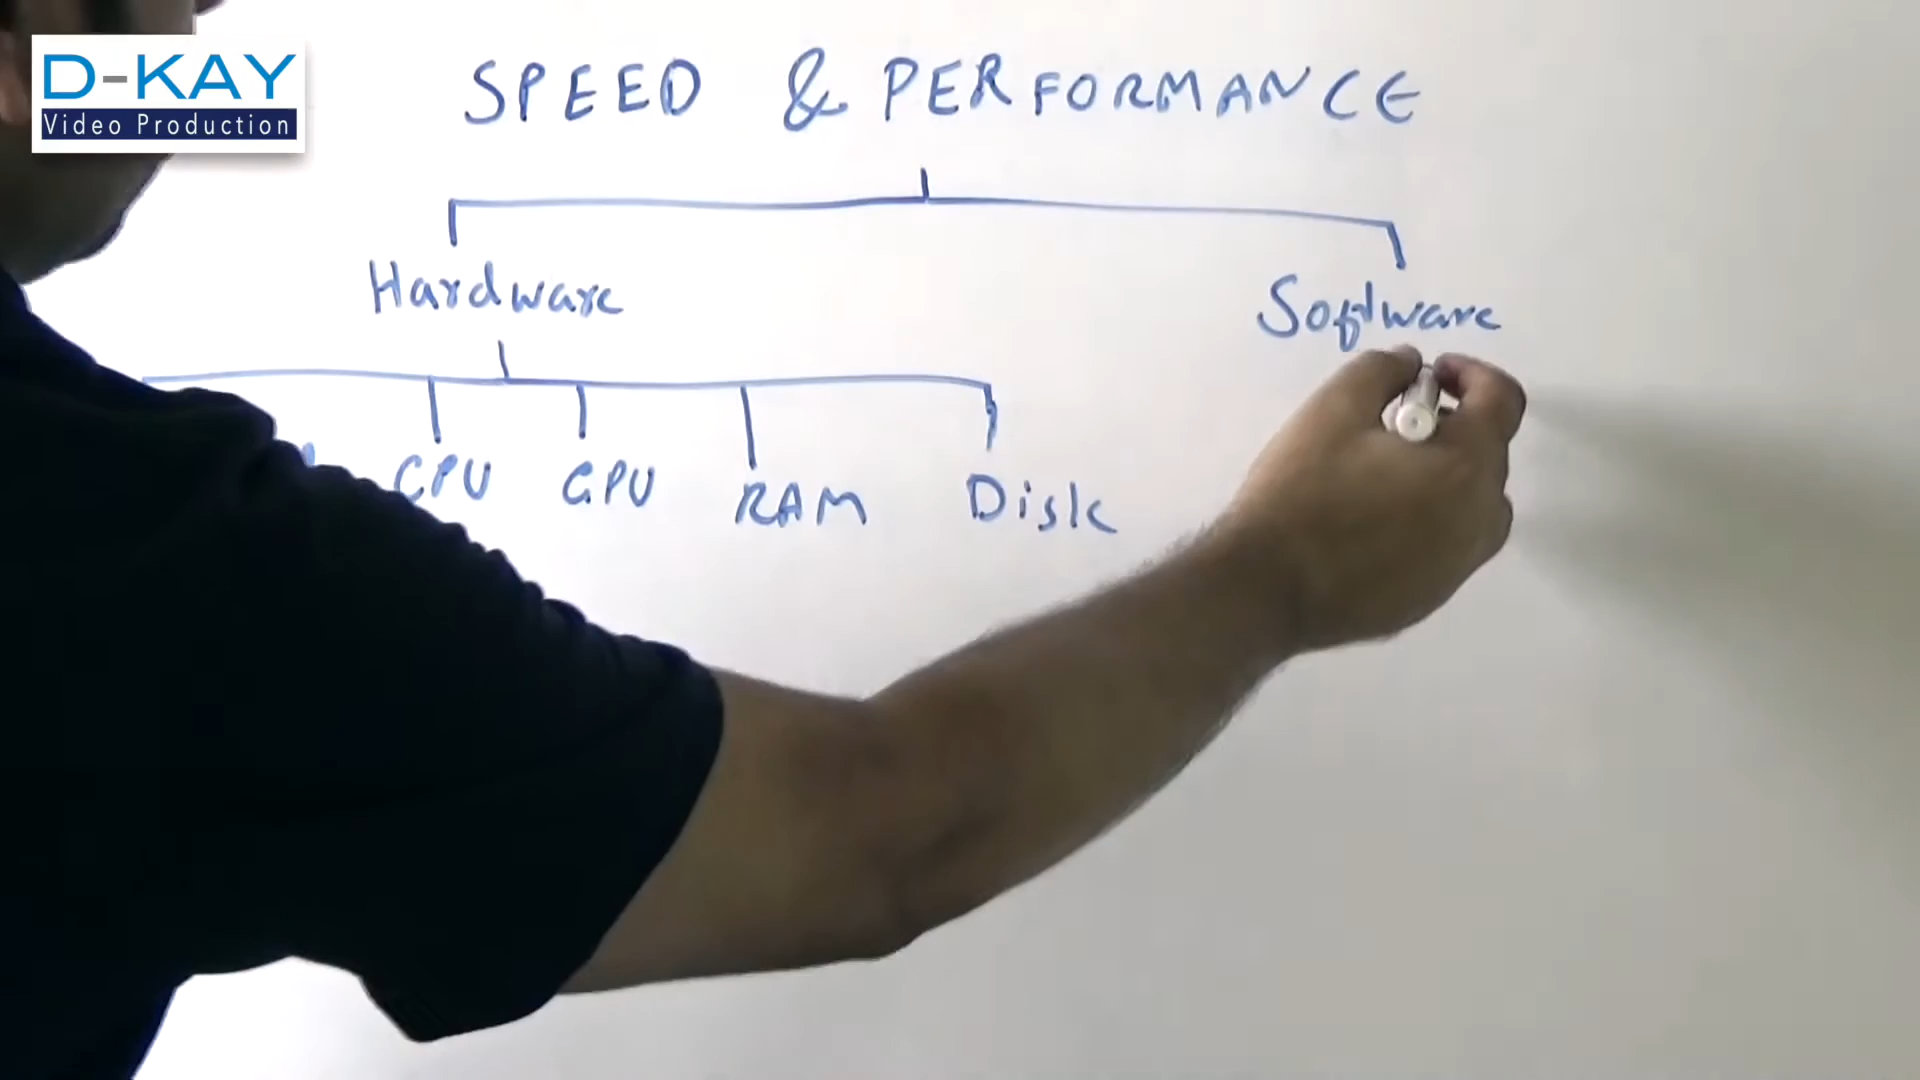 D-KAY
Video Production
SPEED & PERFORMANCE
Hardware Software
CPU GPU RAM Disk